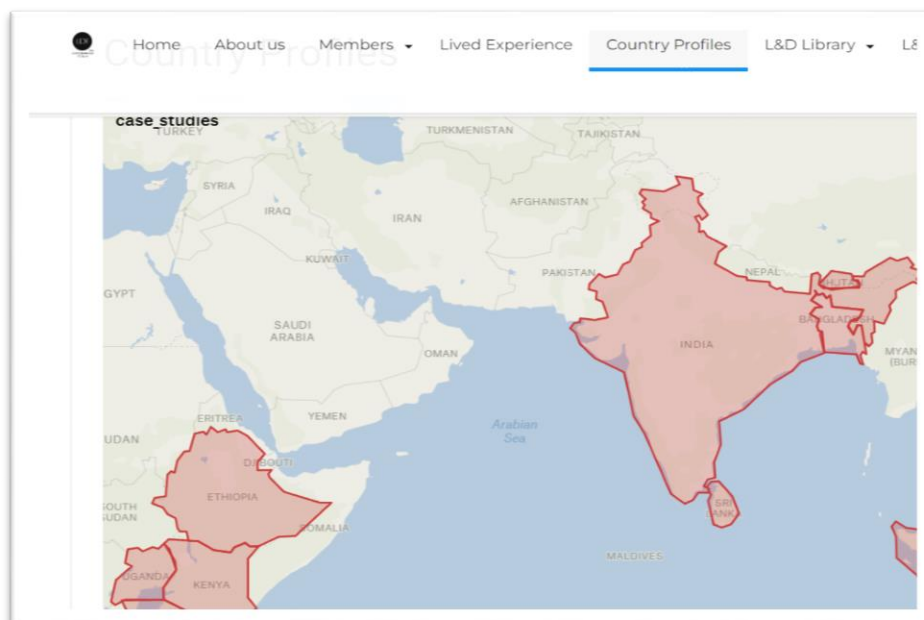 Home About us Members Lived Experience Country Profiles L&D Library
Country Profiles
case_studies
TURKEY TURKMENISTAN TAJIKISTAN
SYRIA
AFGHANISTAN
IRAQ IRAN
KUWAIT PAKISTAN NEPAL
BHUTAN
GYPT
SAUDI
ARABIA
BANGLADESH
INDIA
OMAN MYAN
(BUR
ERITREA YEMEN
Arabian
Sea
UDAN
DJIBOUTI
ETHIOPIA
SOUTH
SUDAN
SOMALIA
SRI
LANK
MALDIVES
UGANDA KENYA